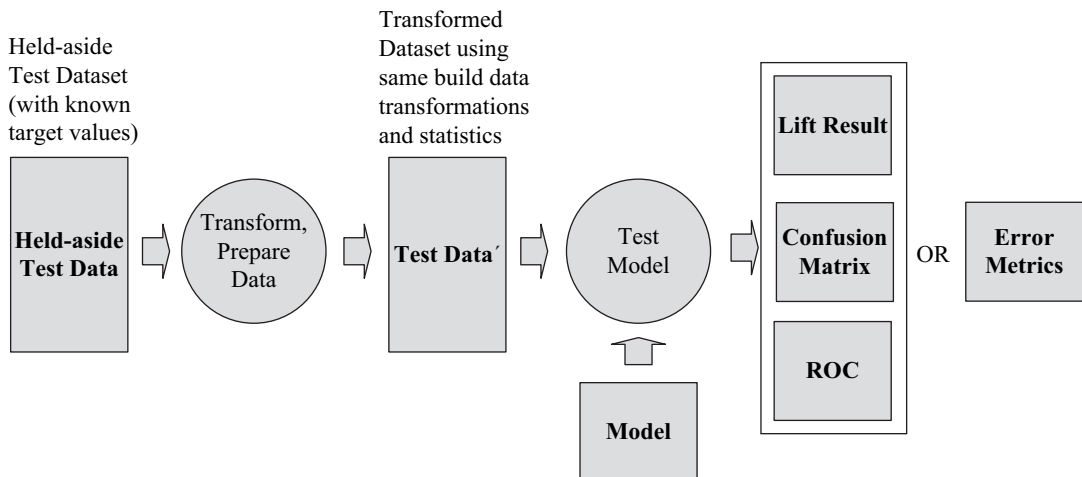 Held-aside
Test Dataset
(with known
target values)
Held-aside
Test Data
Transform,
Prepare
Data
Transformed
Dataset using
same build data
transformations
and statistics
Test Data´
Test
Model
Model
Lift Result
Confusion
Matrix
ROC
OR
Error
Metrics